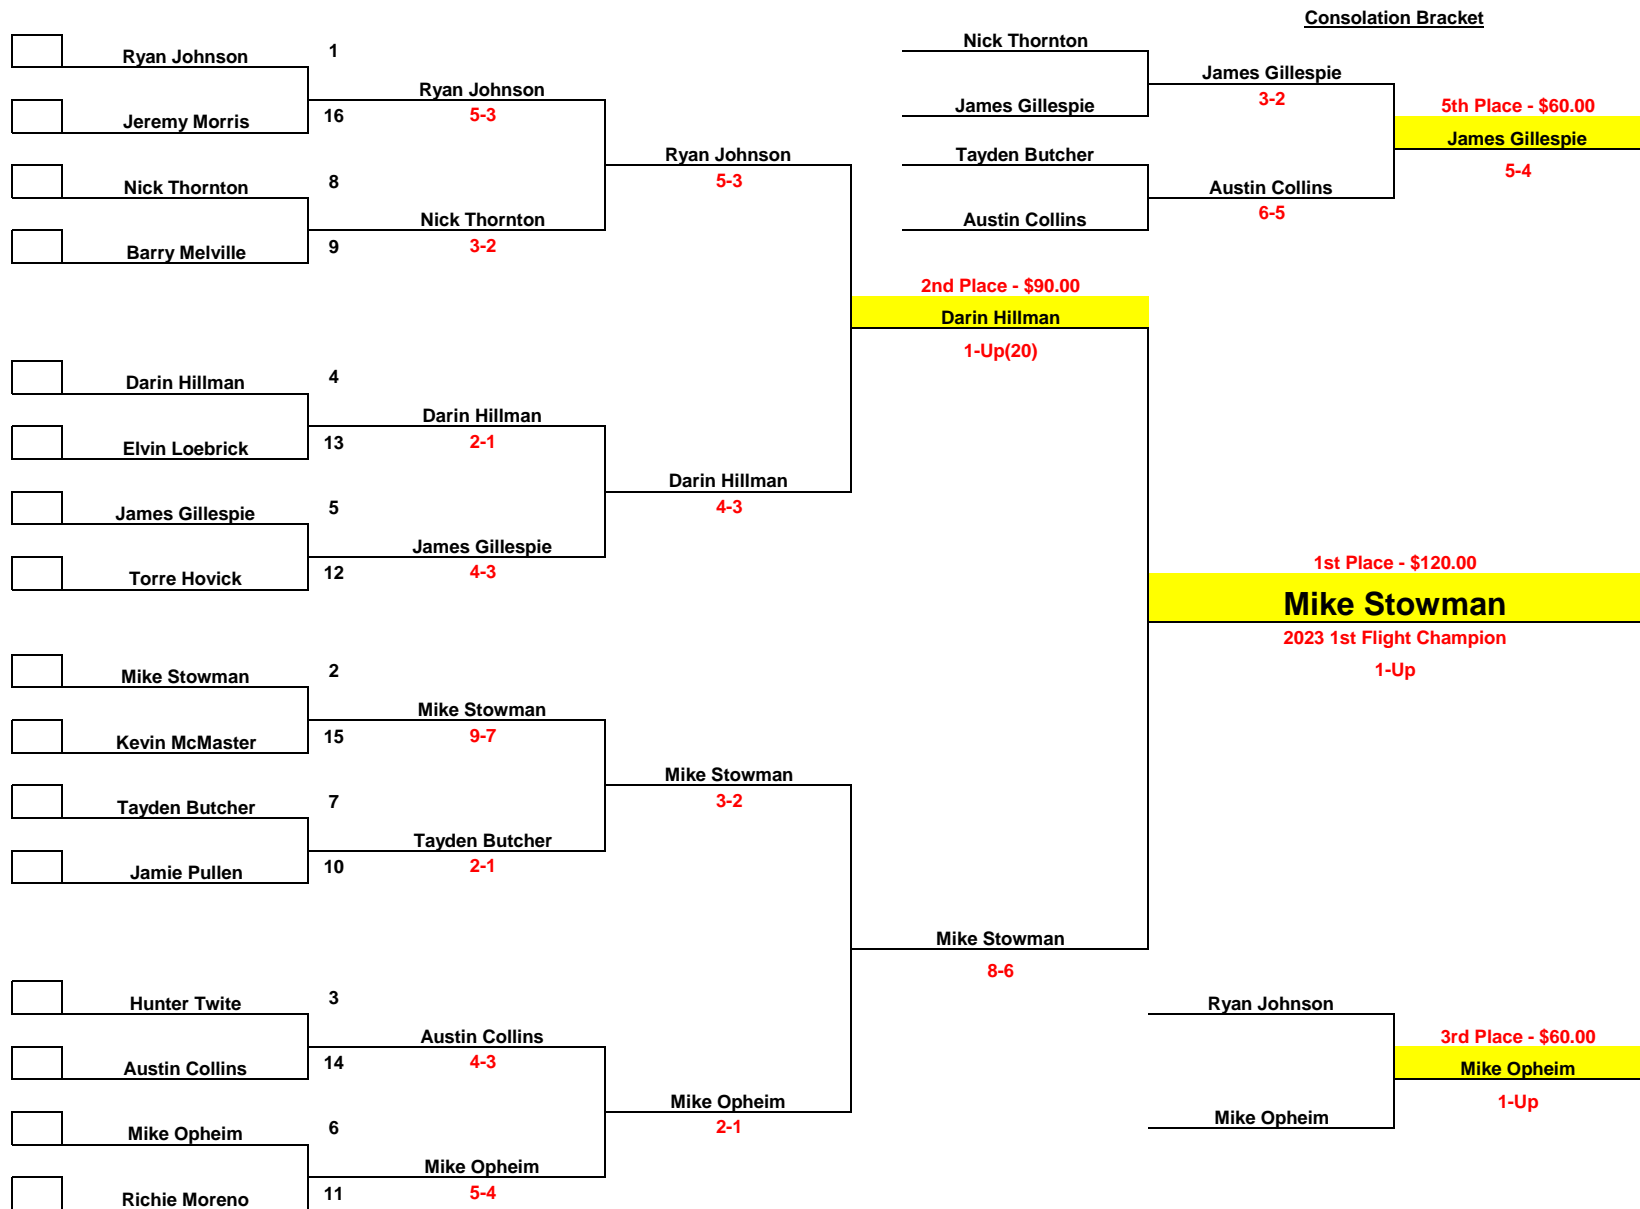 Consolation Bracket
Ryan Johnson
1
Jeremy Morris
16
Ryan Johnson
5-3
Nick Thornton
8
Barry Melville
9
Nick Thornton
3-2
Ryan Johnson
5-3
Darin Hillman
4
Elvin Loebrick
13
Darin Hillman
2-1
James Gillespie
5
Torre Hovick
12
James Gillespie
4-3
Darin Hillman
4-3
2nd Place - $90.00
Darin Hillman
1-Up(20)
Mike Stowman
2
Kevin McMaster
15
Mike Stowman
9-7
Tayden Butcher
7
Jamie Pullen
10
Tayden Butcher
2-1
Mike Stowman
3-2
Hunter Twite
3
Austin Collins
14
Austin Collins
4-3
Mike Opheim
6
Richie Moreno
11
Mike Opheim
5-4
Mike Opheim
2-1
Mike Stowman
8-6
1st Place - $120.00
Mike Stowman
2023 1st Flight Champion
1-Up
Nick Thornton
James Gillespie
James Gillespie
3-2
Tayden Butcher
Austin Collins
Austin Collins
6-5
5th Place - $60.00
James Gillespie
5-4
Ryan Johnson
Mike Opheim
3rd Place - $60.00
Mike Opheim
1-Up